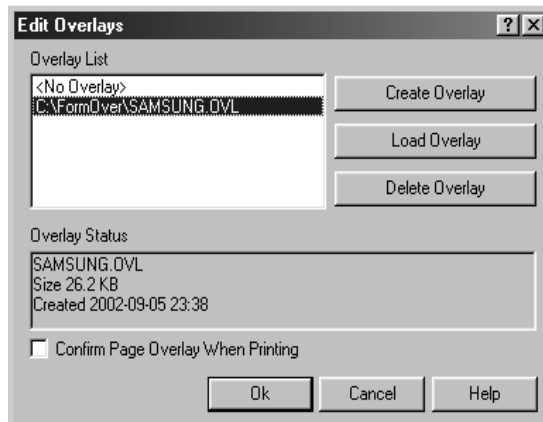 Edit Overlays
Overlay List
<No Overlay>
C:\FormOver\SAMSUNG.OVL
Create Overlay
Load Overlay
Delete Overlay
Overlay Status
SAMSUNG.OVL
Size 26.2 KB
Created 2002-09-05 23:38
Confirm Page Overlay When Printing
Ok Cancel Help